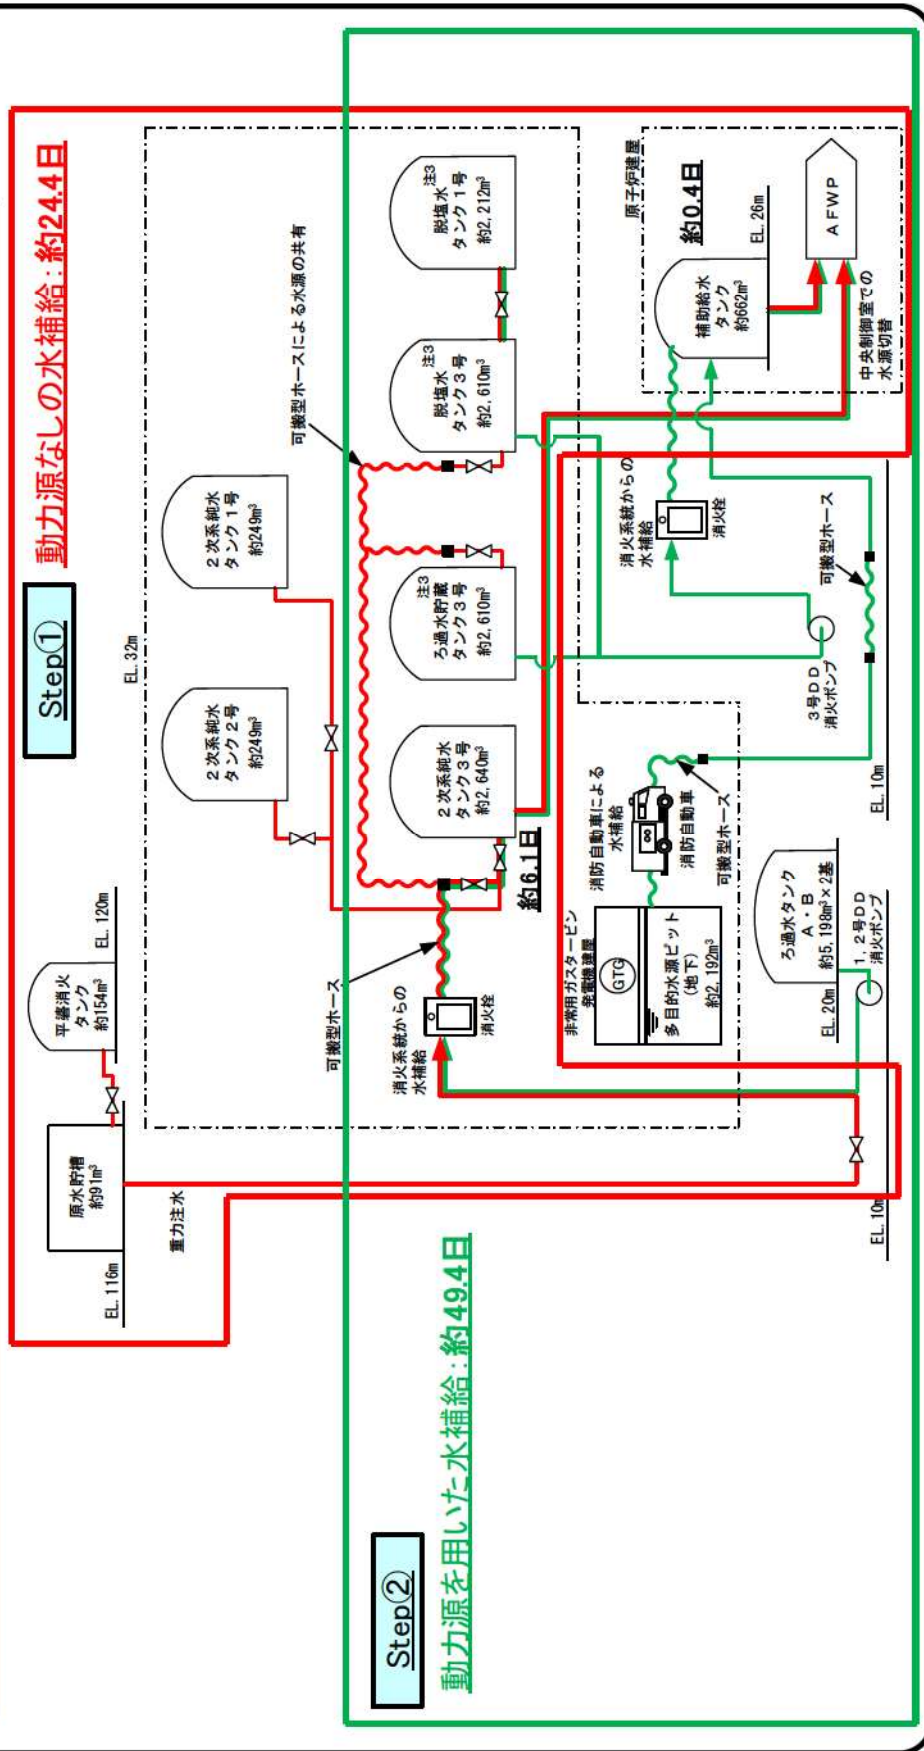 Step①
動力源なしの水補給:約24.4日
EL. 120m
平碆消火
タンク
約154m³
原水貯槽
約91m³
EL. 116m
重力注水
EL. 32m
2次系純水
タンク2号
約249m³
2次系純水
タンク1号
約249m³
可搬型ホースによる水源の共有
可搬型ホース
2次系純水
タンク3号
約2,640m³
約6.1日
注3
ろ過水貯蔵
タンク3号
約2,610m³
注3
脱塩水
タンク3号
約2,610m³
注3
脱塩水
タンク1号
約2,212m³
消火系統からの
水補給
消火栓
Step②
動力源を用いた水補給:約49.4日
非常用ガスタービン
発電機建屋
GTG
多目的水源ピット
(地下)
約2,192m³
消防自動車による
水補給
消防自動車
可搬型ホース
消火系統からの
水補給
消火栓
3号DD
消火ポンプ
可搬型ホース
原子炉建屋
約0.4日
補助給水
タンク
約662m³
EL. 26m
AFWP
中央制御室での
水源切替
ろ過水タンク
A・B
約5,198m³×2基
EL. 20m
1,2号DD
消火ポンプ
EL. 10m
EL. 10m